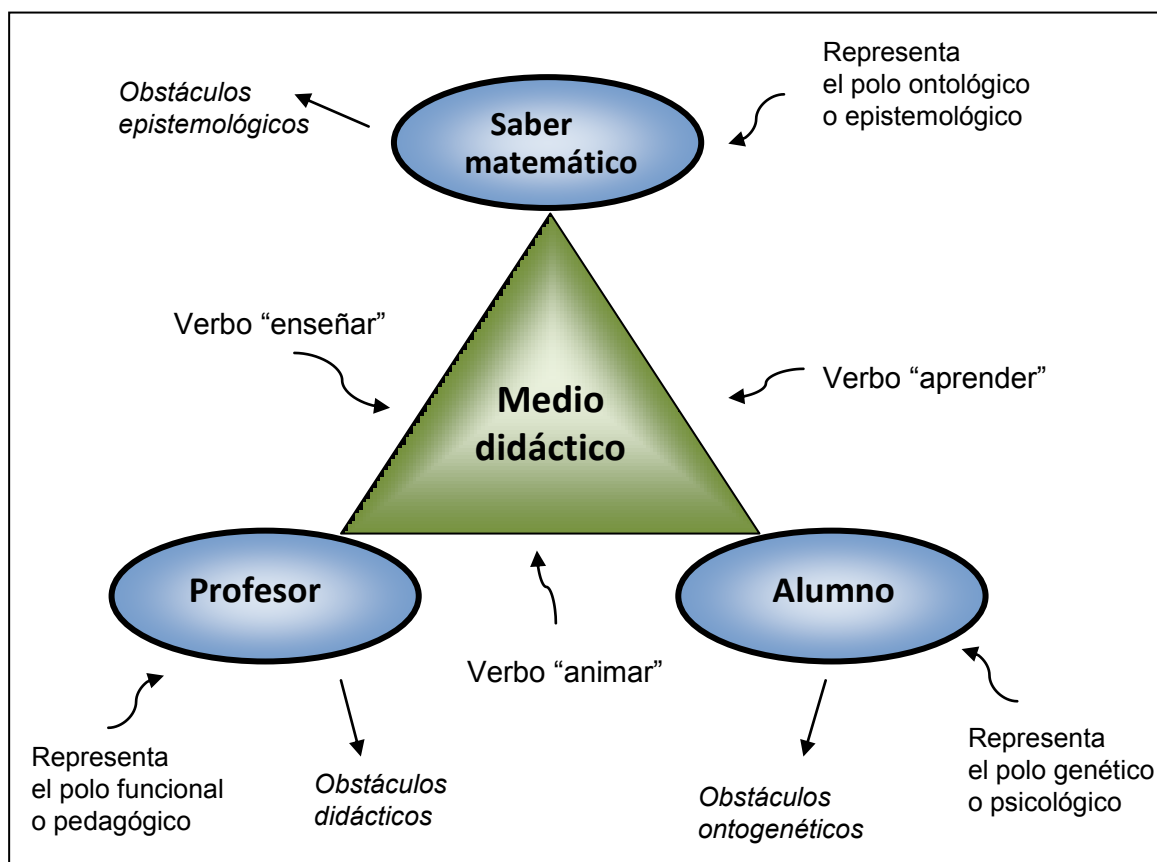 Obstáculos
epistemológicos
Saber
matemático
Representa
el polo ontológico
o epistemológico
Verbo “enseñar”
Verbo “aprender”
Medio
didáctico
Profesor
Alumno
Verbo “animar”
Representa
el polo funcional
o pedagógico
Obstáculos
didácticos
Obstáculos
ontogenéticos
Representa
el polo genético
o psicológico